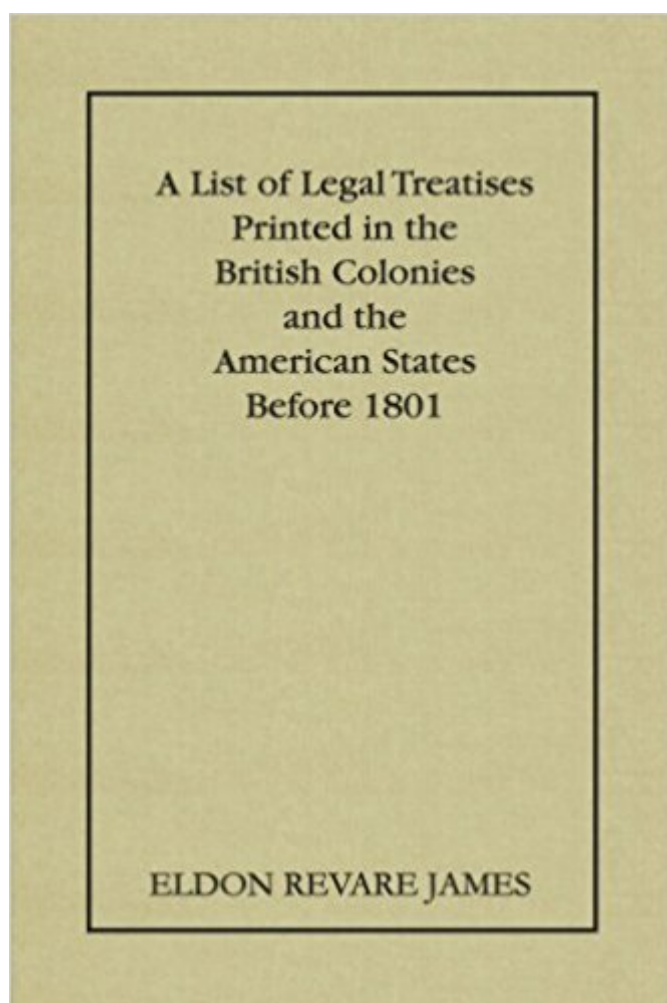 A List of Legal Treatises
Printed in the
British Colonies
and the
American States
Before 1801
ELDON REVARE JAMES